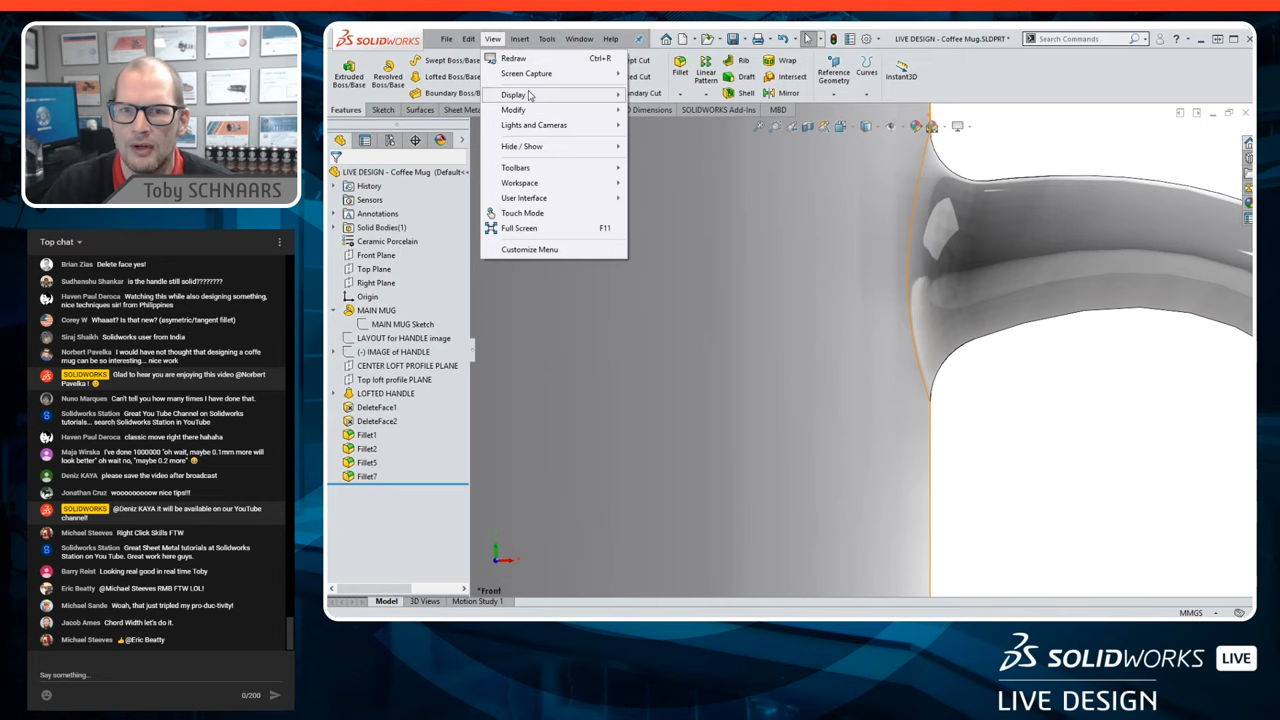 Toby SCHNAARS
Top chat
Brian Zias Delete face yes!
Sudhanshu Shankar is the handle still solid????????
Haven Paul Deroca Watching this while also designing something,
nice techniques sir! from Philippines
Corey W Whaaat? Is that new? (asymetric/tangent fillet)
Siraj Shaikh Solidworks user from India
Norbert Pavelka I would have not thought that designing a coffe
mug can be so interesting... nice work
SOLIDWORKS Glad to hear you are enjoying this video @Norbert
Pavelka !
Nuno Marques Can't tell you how many times I have done that.
Solidworks Station Great You Tube Channel on Solidworks
tutorials... search Solidworks Station in YouTube
Haven Paul Deroca classic move right there hahaha
Maja Wirska I've done 1000000 "oh wait, maybe 0.1mm more will
look better" oh wait no, "maybe 0.2 more"
Deniz KAYA please save the video after broadcast
Jonathan Cruz wooooooooow nice tips!!!
SOLIDWORKS @Deniz KAYA it will be available on our YouTube
channel!
Michael Steeves Right Click Skills FTW
Solidworks Station Great Sheet Metal tutorials at Solidworks
Station on You Tube. Great work here guys.
Barry Reist Looking real good in real time Toby
Eric Beatty @Michael Steeves RMB FTW LOL!
Michael Sande Woah, that just tripled my pro-duc-tivity!
Jacob Ames Chord Width let's do it.
Michael Steeves 👍@Eric Beatty
Say something...
0/200
SOLIDWORKS File Edit View Insert Tools Window Help LIVE DESIGN - Coffee Mug.SLDPRT * Search Commands
Extruded Boss/Base
Revolved Boss/Base
Swept Boss/Bas
Lofted Boss/Bas
Boundary Boss/
pt Cut
d Cut
ndary Cut
Fillet
Linear Pattern
Rib
Draft
Shell
Wrap
Intersect
Mirror
Reference Geometry
Curves
Instant3D
Features Sketch Surfaces Sheet Meta D Dimensions SOLIDWORKS Add-Ins MBD
Redraw Ctrl+R
Screen Capture
Display
Modify
Lights and Cameras
Hide / Show
Toolbars
Workspace
User Interface
Touch Mode
Full Screen F11
Customize Menu
LIVE DESIGN - Coffee Mug (Default<<
History
Sensors
Annotations
Solid Bodies(1)
Ceramic Porcelain
Front Plane
Top Plane
Right Plane
Origin
MAIN MUG
MAIN MUG Sketch
LAYOUT for HANDLE image
(-) IMAGE of HANDLE
CENTER LOFT PROFILE PLANE
Top loft profile PLANE
LOFTED HANDLE
DeleteFace1
DeleteFace2
Fillet1
Fillet2
Fillet5
Fillet7
*Front
Model 3D Views Motion Study 1
MMGS
SOLIDWORKS LIVE
LIVE DESIGN